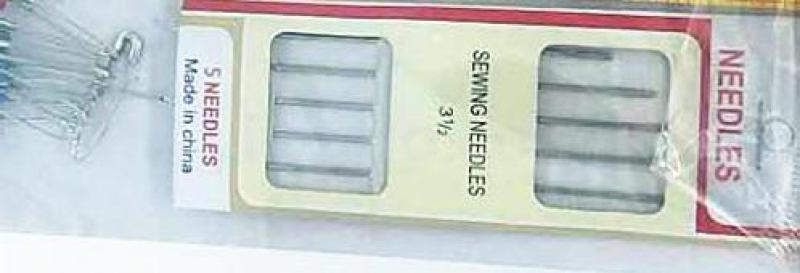 NEEDLES
SEWING NEEDLES
3½
5 NEEDLES
Made in china